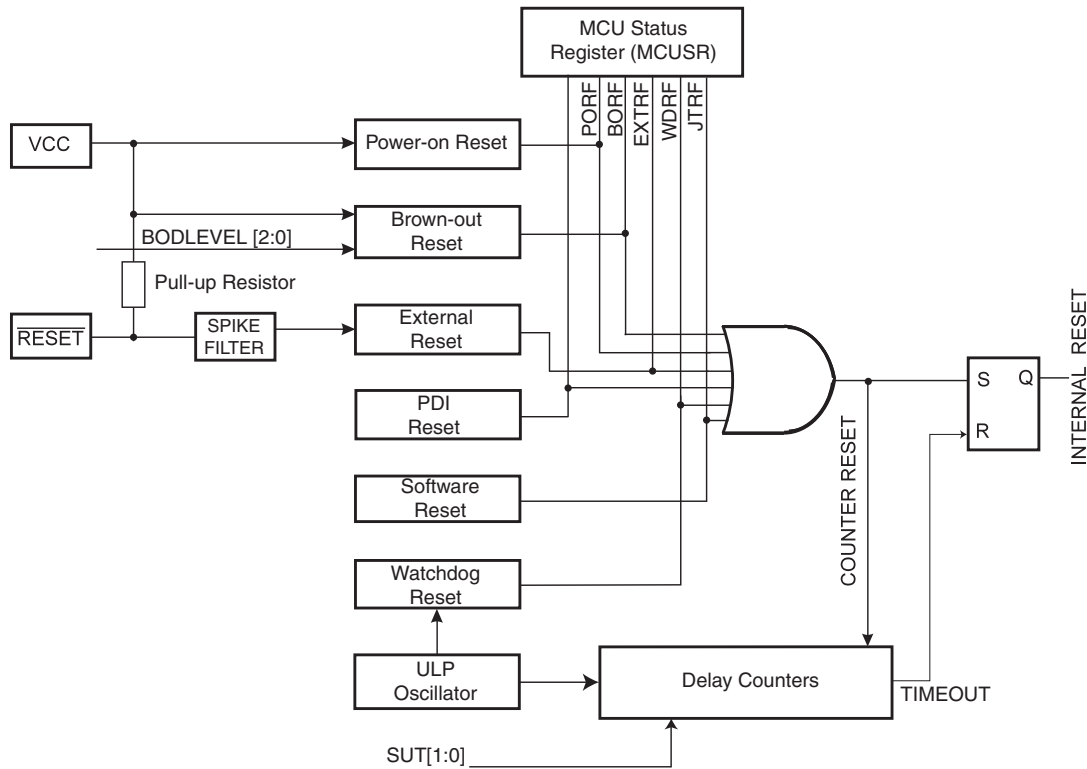 MCU Status
Register (MCUSR)
PORF
BORF
EXTRF
WDRF
JTRF
VCC
Power-on Reset
Brown-out
Reset
BODLEVEL [2:0]
Pull-up Resistor
RESET
SPIKE
FILTER
External
Reset
PDI
Reset
Software
Reset
Watchdog
Reset
ULP
Oscillator
Delay Counters
SUT[1:0]
COUNTER RESET
TIMEOUT
S
Q
R
INTERNAL RESET